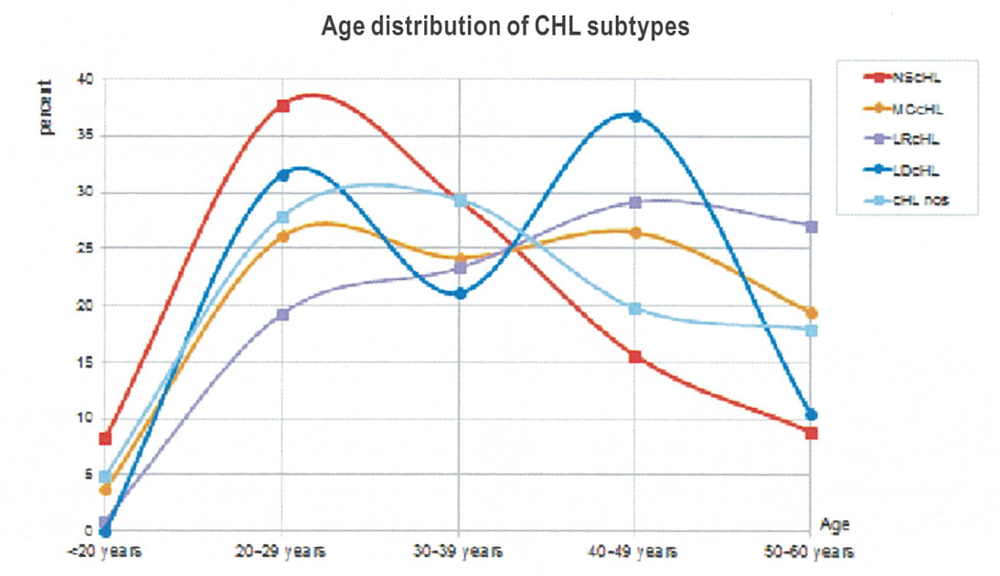 Age distribution of CHL subtypes
percent
40
35
30
25
20
15
10
5
0
<20 years
20-29 years
30-39 years
40-49 years
50-60 years
Age
NScHL
MCcHL
LRcHL
LDcHL
cHL nos